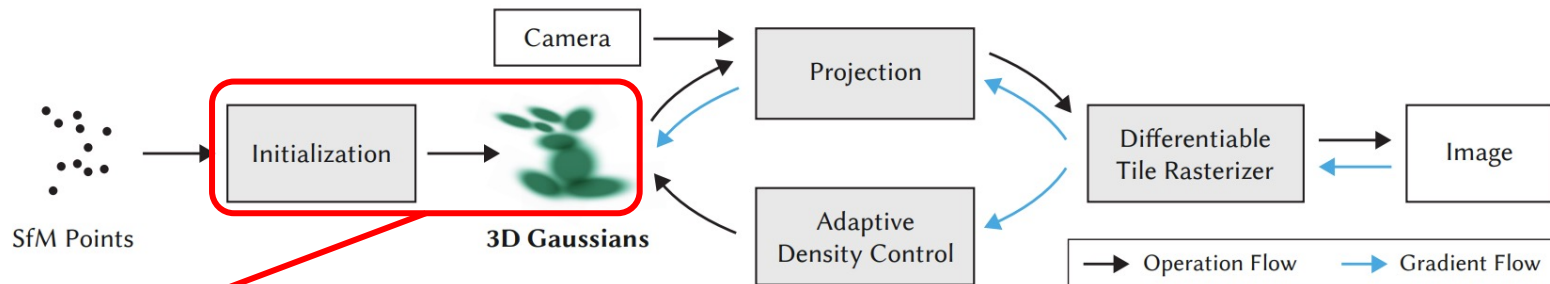 Camera
Projection
Initialization
Differentiable
Tile Rasterizer
Image
SfM Points
3D Gaussians
Adaptive
Density Control
Operation Flow
Gradient Flow